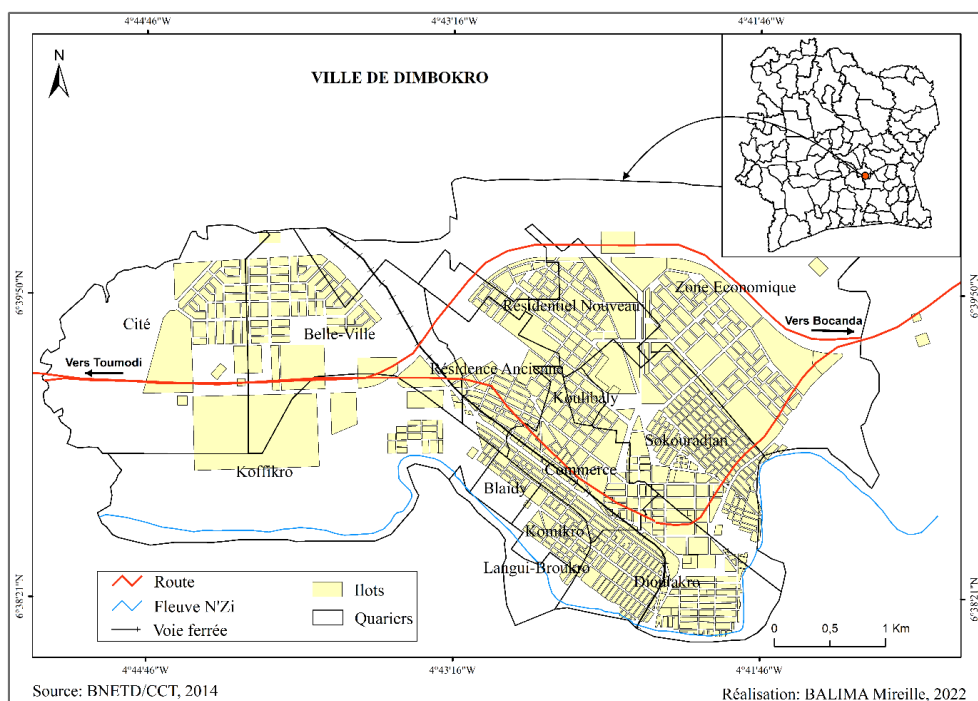 4°44'46"W 4°43'16"W 4°41'46"W
N
VILLE DE DIMBOKRO
6°39'50"N 6°39'50"N
Zone Economique
Résidentiel Nouveau
Cité
Belle-Ville
Vers Bocanda
Vers Toumodi
Résidence Ancienne
Koulibaly
Sokouradjan
Koffikro
Commerce
Blaidy
Komikro
Langui-Broukro
Dioulakro
6°38'21"N 6°38'21"N
Route
Fleuve N'Zi
Voie ferrée
Ilots
Quariers
0 0,5 1 Km
4°44'46"W 4°43'16"W 4°41'46"W
Source: BNETD/CCT, 2014
Réalisation: BALIMA Mireille, 2022